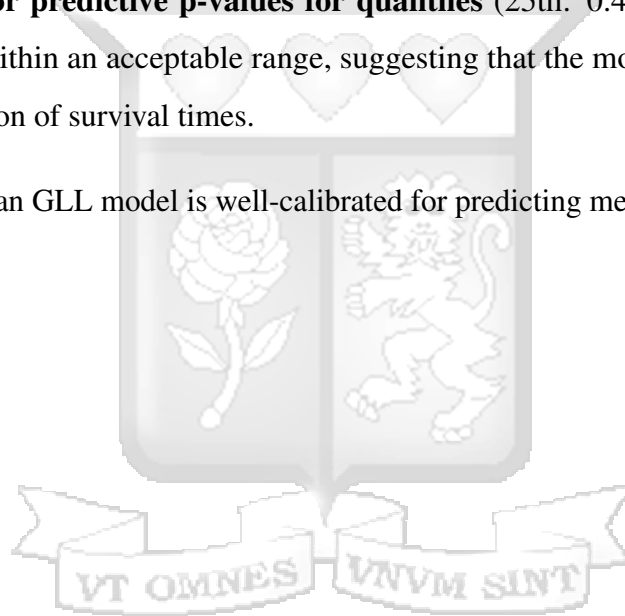 or predictive p-values for quantiles (25th: 0.4
ithin an acceptable range, suggesting that the mo
on of survival times.
an GLL model is well-calibrated for predicting me
VT OMNES VNVM SINT